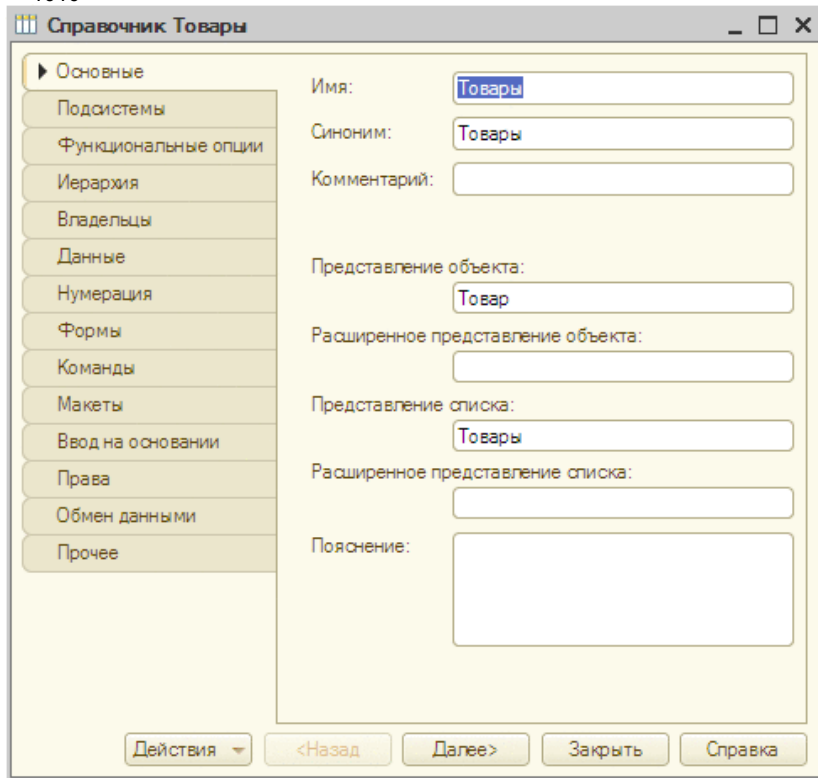 Справочник Товары
Основные
Подсистемы
Функциональные опции
Иерархия
Владельцы
Данные
Нумерация
Формы
Команды
Макеты
Ввод на основании
Права
Обмен данными
Прочее
Имя: Товары
Синоним: Товары
Комментарий:
Представление объекта:
Товар
Расширенное представление объекта:
Представление списка:
Товары
Расширенное представление списка:
Пояснение:
Действия <Назад Далее> Закрыть Справка